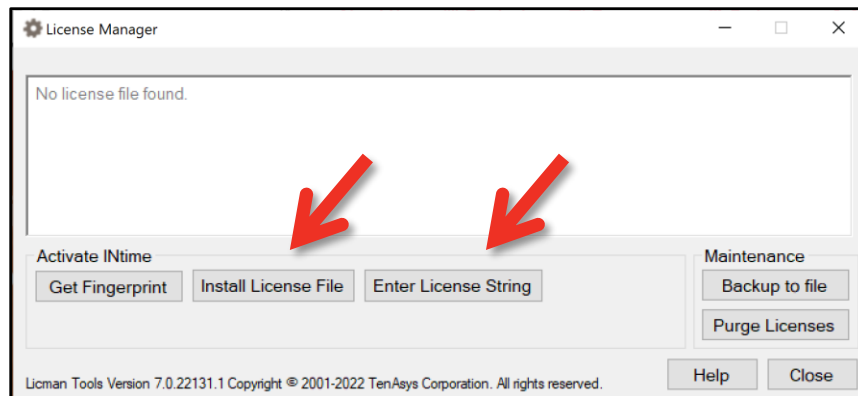 License Manager
No license file found.
Activate INtime
Maintenance
Get Fingerprint
Install License File
Enter License String
Backup to file
Purge Licenses
Licman Tools Version 7.0.22131.1 Copyright © 2001-2022 TenAsys Corporation. All rights reserved.
Help
Close